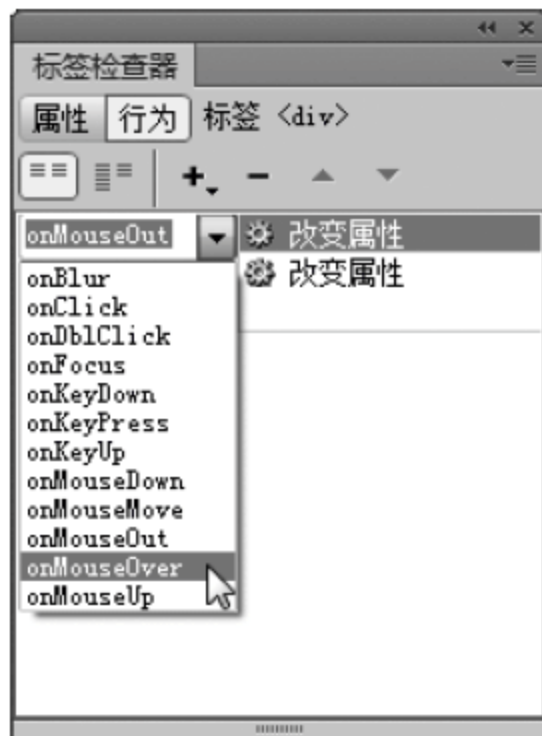 标签检查器
属性 行为 标签 <div>
onMouseOut 改变属性
改变属性
onBlur
onClick
onDblClick
onFocus
onKeyDown
onKeyPress
onKeyUp
onMouseDown
onMouseMove
onMouseOut
onMouseOver
onMouseUp